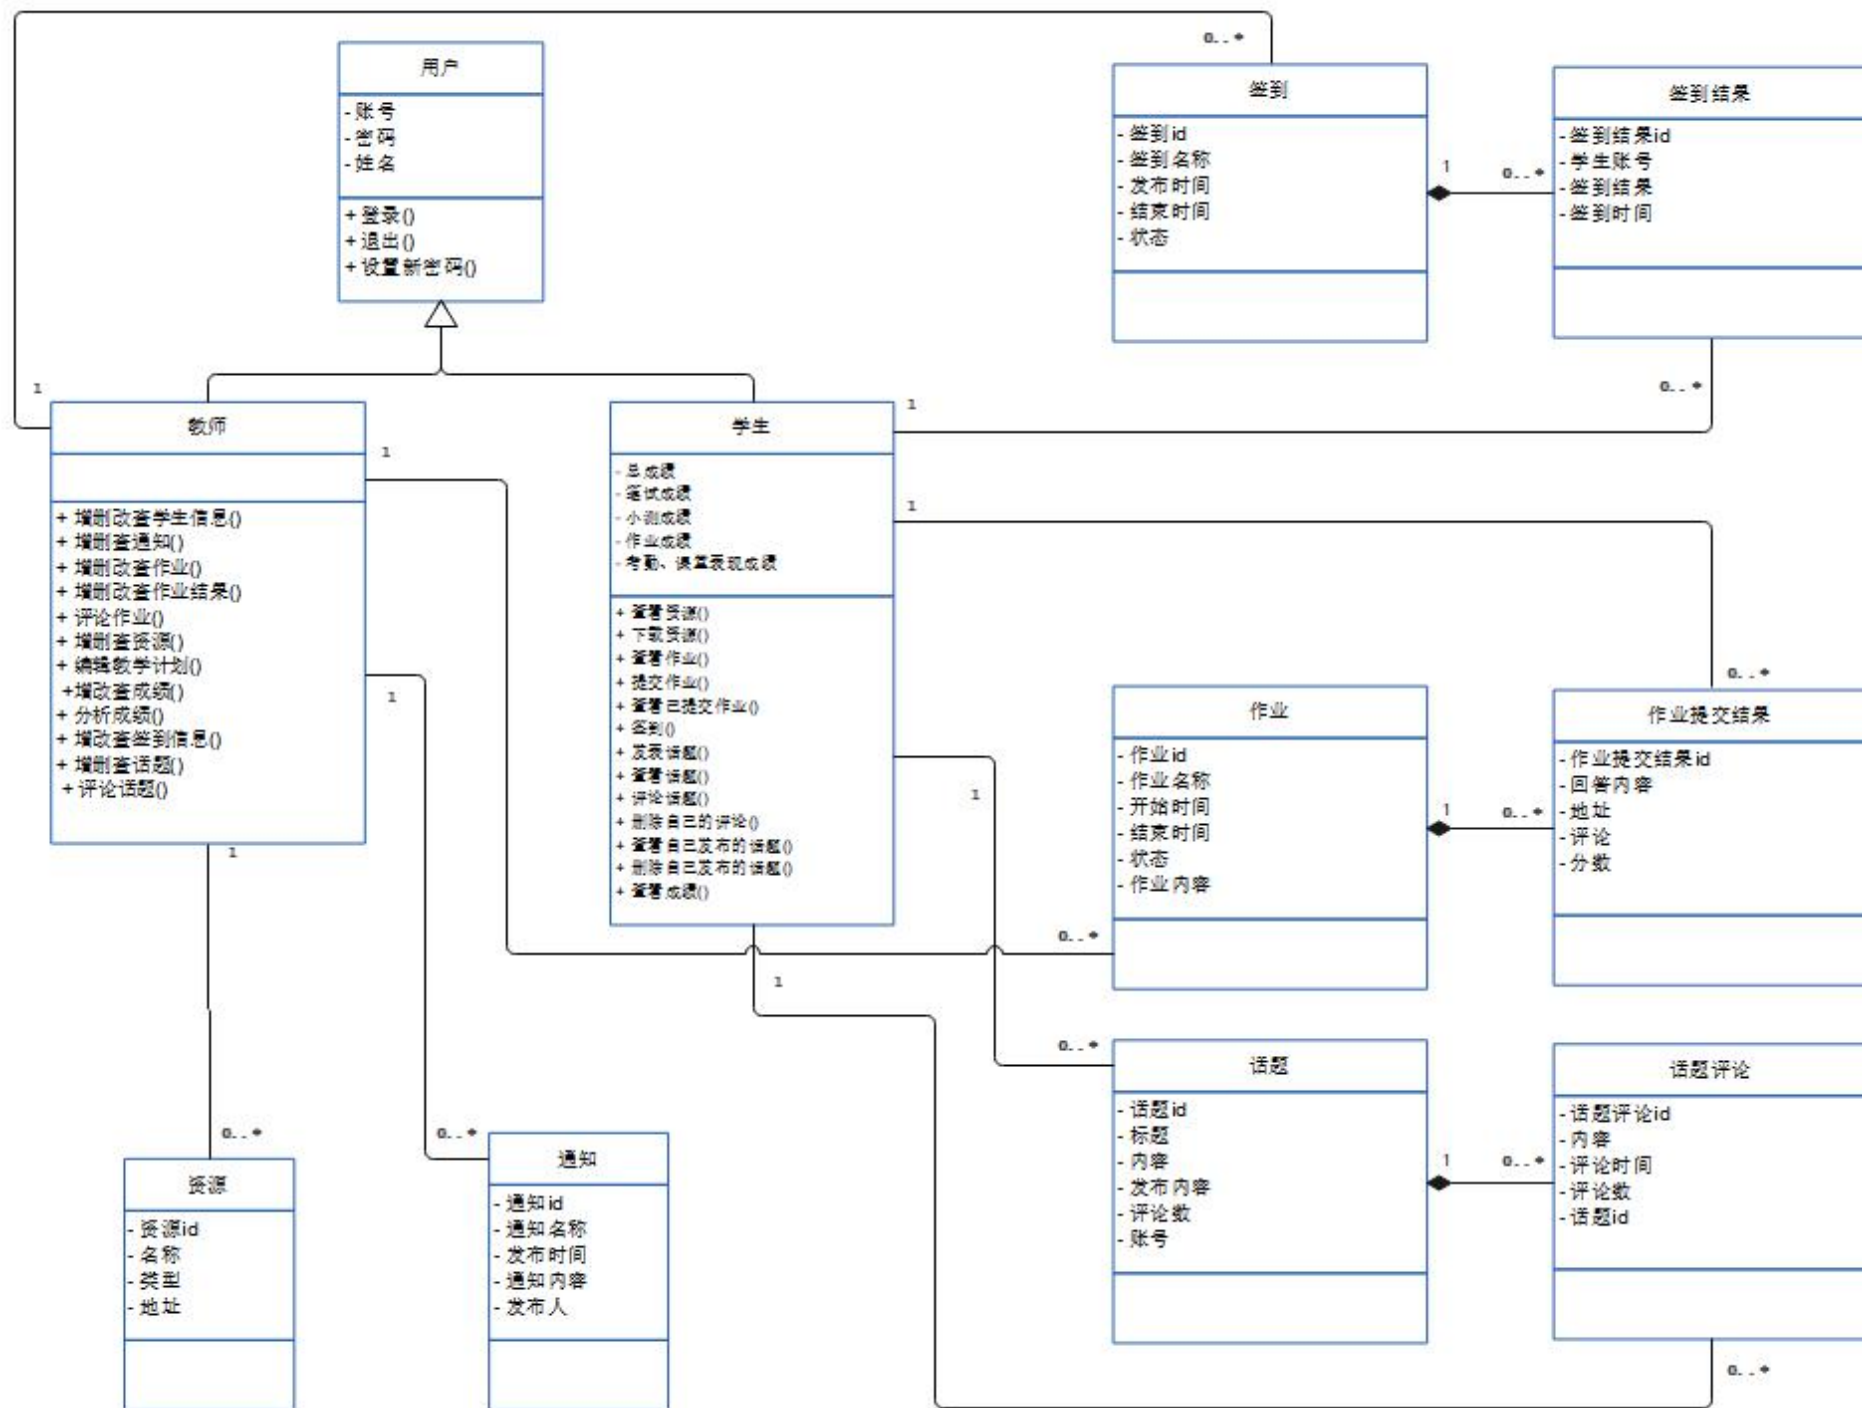 0..*
用户
- 账号
- 密码
- 姓名
+ 登录()
+ 退出()
+ 设置新密码()
签到
- 签到id
- 签到名称
- 发布时间
- 结束时间
- 状态
1
0..*
签到结果
- 签到结果id
- 学生账号
- 签到结果
- 签到时间
0..*
1
教师
+ 增删改查学生信息()
+ 增删查通知()
+ 增删改查作业()
+ 增删改查作业结果()
+ 评论作业()
+ 增删查资源()
+ 编辑教学计划()
+增改查成绩()
+ 分析成绩()
+ 增改查签到信息()
+ 增删查话题()
+ 评论话题()
1
1
1
学生
- 总成绩
- 笔试成绩
- 小测成绩
- 作业成绩
- 考勤、课堂表现成绩
+ 查看资源()
+ 下载资源()
+ 查看作业()
+ 提交作业()
+ 查看已提交作业()
+ 签到()
+ 发表话题()
+ 查看话题()
+ 评论话题()
+ 删除自己的评论()
+ 查看自己发布的话题()
+ 删除自己发布的话题()
+ 查看成绩()
1
1
1
1
0..*
作业
- 作业id
- 作业名称
- 开始时间
- 结束时间
- 状态
- 作业内容
0..*
1
0..*
作业提交结果
- 作业提交结果id
- 回答内容
- 地址
- 评论
- 分数
0..*
话题
- 话题id
- 标题
- 内容
- 发布内容
- 评论数
- 账号
1
0..*
话题评论
- 话题评论id
- 内容
- 评论时间
- 评论数
- 话题id
0..*
0..*
资源
- 资源id
- 名称
- 类型
- 地址
0..*
通知
- 通知id
- 通知名称
- 发布时间
- 通知内容
- 发布人